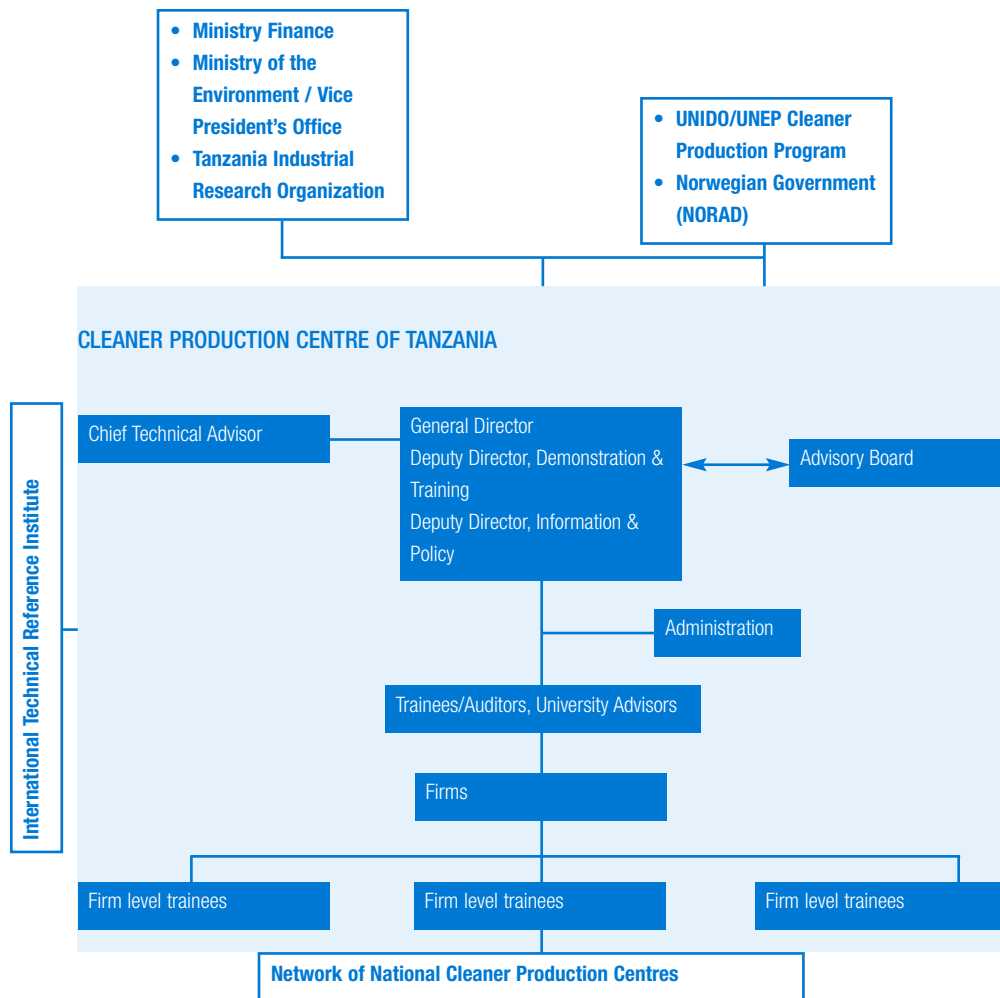 • Ministry Finance
• Ministry of the
Environment / Vice
President's Office
• Tanzania Industrial
Research Organization
• UNIDO/UNEP Cleaner
Production Program
• Norwegian Government
(NORAD)
CLEANER PRODUCTION CENTRE OF TANZANIA
International Technical Reference Institute
Chief Technical Advisor
General Director
Deputy Director, Demonstration &
Training
Deputy Director, Information &
Policy
Advisory Board
Administration
Trainees/Auditors, University Advisors
Firms
Firm level trainees
Firm level trainees
Firm level trainees
Network of National Cleaner Production Centres